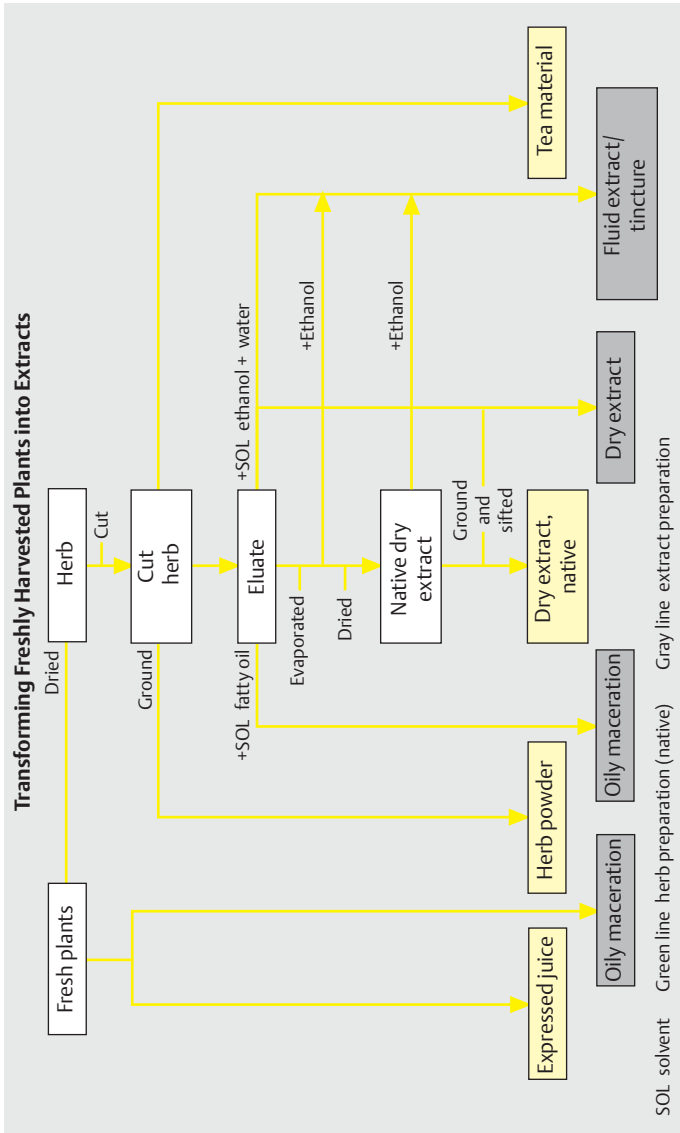 Transforming Freshly Harvested Plants into Extracts
Fresh plants
Dried
Herb
Cut
Ground
Cut
herb
+SOL fatty oil
Eluate
+SOL ethanol + water
Evaporated
Dried
+Ethanol
Native dry
extract
+Ethanol
Ground
and
sifted
Expressed juice
Herb powder
Dry extract,
native
Tea material
Oily maceration
Oily maceration
Dry extract
Fluid extract/
tincture
SOL solvent Green line herb preparation (native) Gray line extract preparation